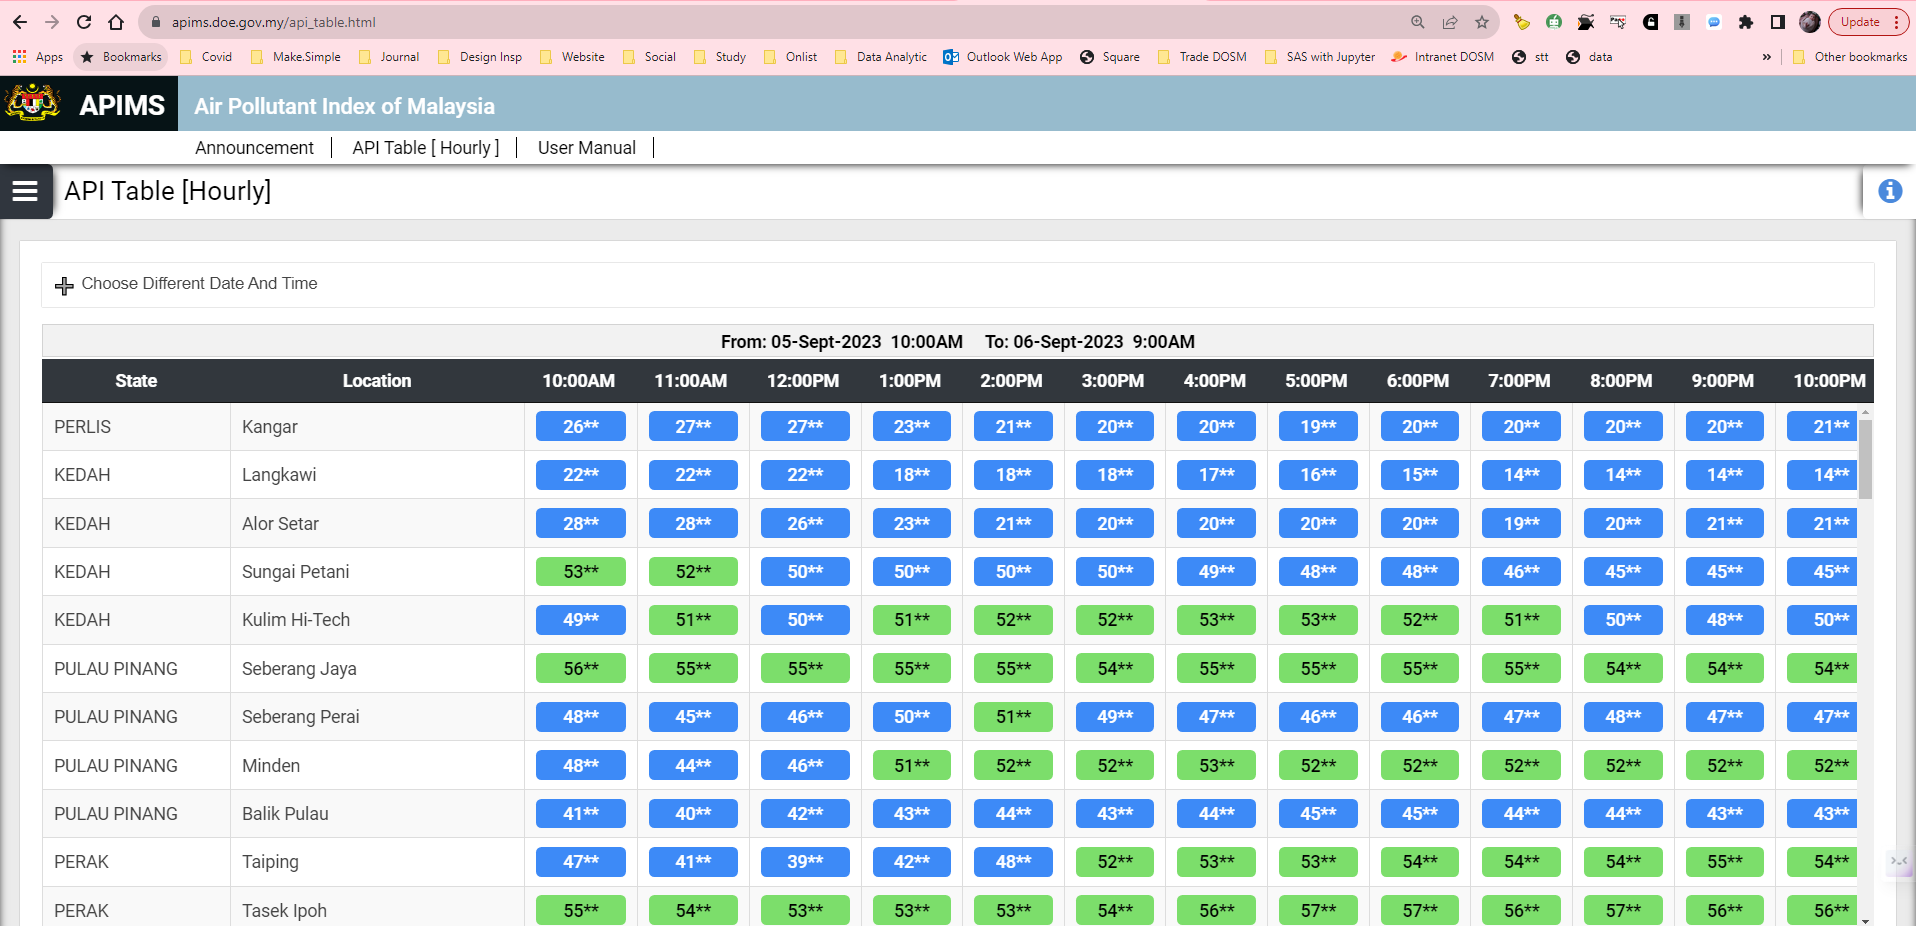 apims.doe.gov.my/api_table.html Update
Apps Bookmarks Covid Make.Simple Journal Design Insp Website Social Study Onlist Data Analytic Outlook Web App Square Trade DOSM SAS with Jupyter Intranet DOSM stt data » Other bookmarks
APIMS Air Pollutant Index of Malaysia
Announcement API Table [ Hourly ] User Manual
API Table [Hourly]
Choose Different Date And Time
From: 05-Sept-2023 10:00AM To: 06-Sept-2023 9:00AM
State Location 10:00AM 11:00AM 12:00PM 1:00PM 2:00PM 3:00PM 4:00PM 5:00PM 6:00PM 7:00PM 8:00PM 9:00PM 10:00PM
PERLIS Kangar 26** 27** 27** 23** 21** 20** 20** 19** 20** 20** 20** 20** 21**
KEDAH Langkawi 22** 22** 22** 18** 18** 18** 17** 16** 15** 14** 14** 14** 14**
KEDAH Alor Setar 28** 28** 26** 23** 21** 20** 20** 20** 20** 19** 20** 21** 21**
KEDAH Sungai Petani 53** 52** 50** 50** 50** 50** 49** 48** 48** 46** 45** 45** 45**
KEDAH Kulim Hi-Tech 49** 51** 50** 51** 52** 52** 53** 53** 52** 51** 50** 48** 50**
PULAU PINANG Seberang Jaya 56** 55** 55** 55** 55** 54** 55** 55** 55** 55** 54** 54** 54**
PULAU PINANG Seberang Perai 48** 45** 46** 50** 51** 49** 47** 46** 46** 47** 48** 47** 47**
PULAU PINANG Minden 48** 44** 46** 51** 52** 52** 53** 52** 52** 52** 52** 52** 52**
PULAU PINANG Balik Pulau 41** 40** 42** 43** 44** 43** 44** 45** 45** 44** 44** 43** 43**
PERAK Taiping 47** 41** 39** 42** 48** 52** 53** 53** 54** 54** 54** 55** 54**
PERAK Tasek Ipoh 55** 54** 53** 53** 53** 54** 56** 57** 57** 56** 57** 56** 56**